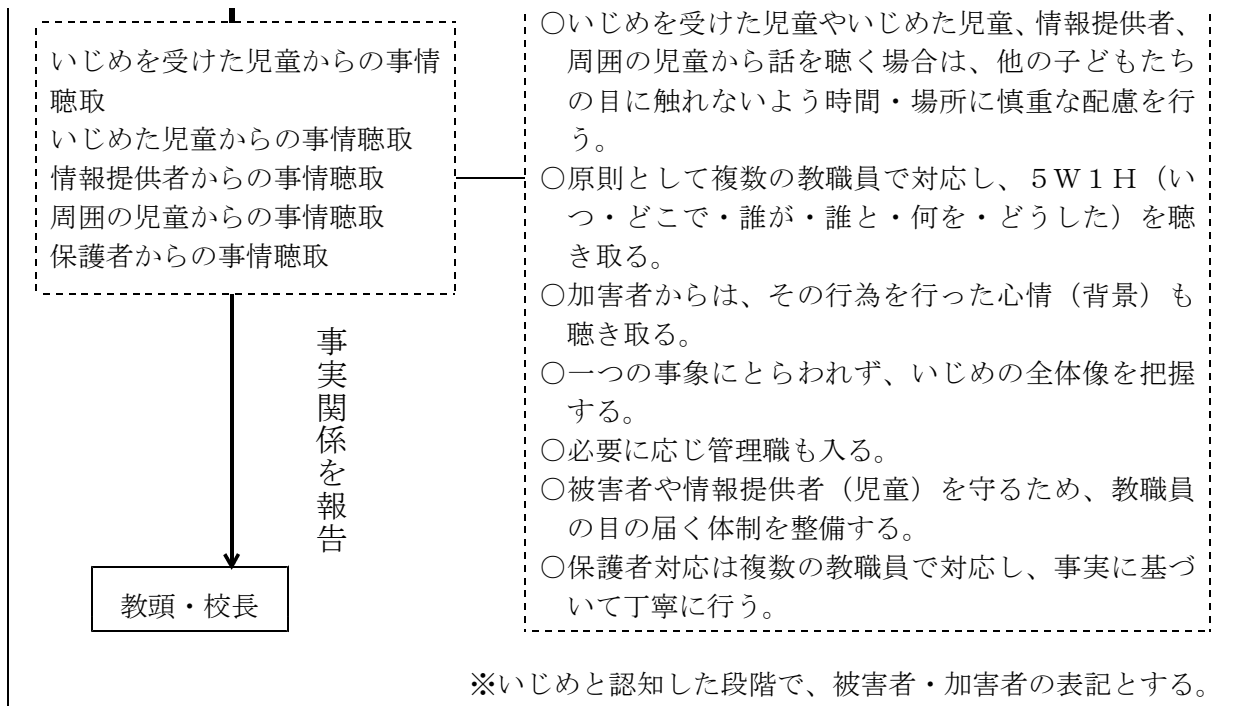 いじめを受けた児童からの事情
聴取
いじめた児童からの事情聴取
情報提供者からの事情聴取
周囲の児童からの事情聴取
保護者からの事情聴取
○いじめを受けた児童やいじめた児童、情報提供者、
周囲の児童から話を聴く場合は、他の子どもたち
の目に触れないよう時間・場所に慎重な配慮を行
う。
○原則として複数の教職員で対応し、５Ｗ１Ｈ（い
つ・どこで・誰が・誰と・何を・どうした）を聴
き取る。
○加害者からは、その行為を行った心情（背景）も
聴き取る。
○一つの事象にとらわれず、いじめの全体像を把握
する。
○必要に応じ管理職も入る。
○被害者や情報提供者（児童）を守るため、教職員
の目の届く体制を整備する。
○保護者対応は複数の教職員で対応し、事実に基づ
いて丁寧に行う。
事実関係を報告
教頭・校長
※いじめと認知した段階で、被害者・加害者の表記とする。